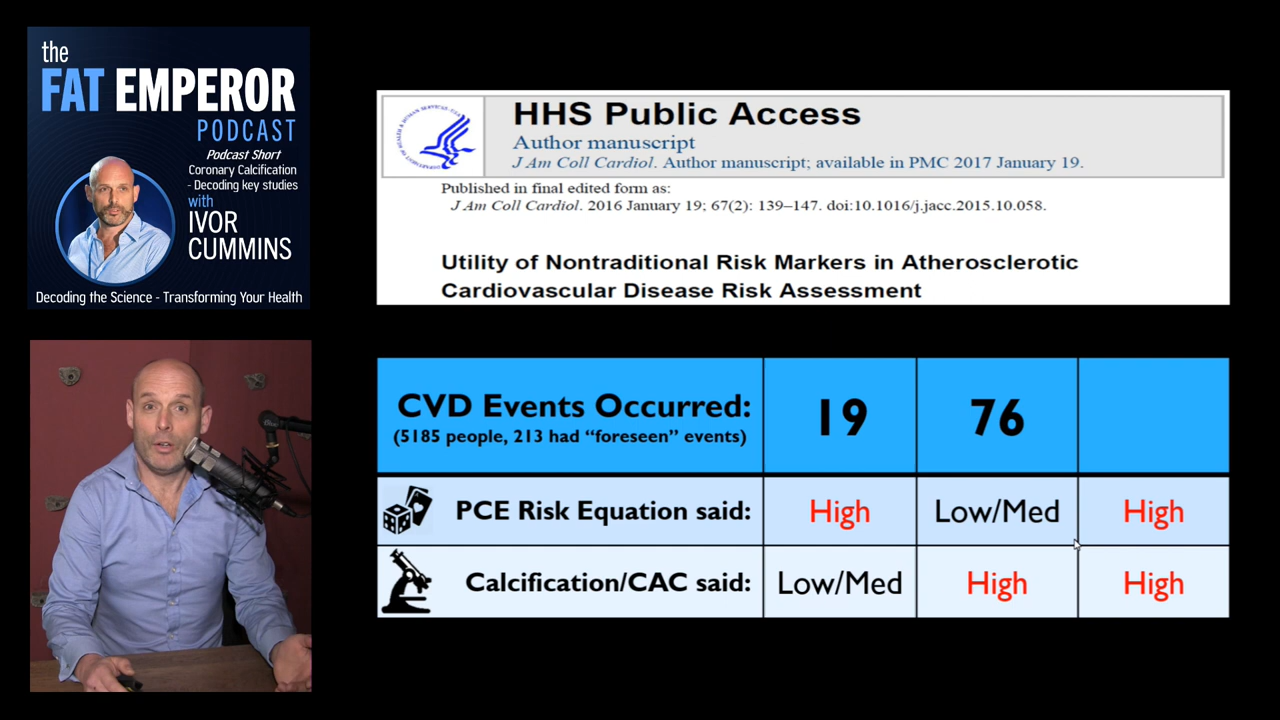 the
FAT EMPEROR
PODCAST
Podcast Short
Coronary Calcification
- Decoding key studies
with
IVOR
CUMMINS
Decoding the Science - Transforming Your Health
HHS Public Access
Author manuscript
J Am Coll Cardiol. Author manuscript; available in PMC 2017 January 19.
Published in final edited form as:
J Am Coll Cardiol. 2016 January 19; 67(2): 139–147. doi:10.1016/j.jacc.2015.10.058.
Utility of Nontraditional Risk Markers in Atherosclerotic
Cardiovascular Disease Risk Assessment
CVD Events Occurred: 19 76
(5185 people, 213 had “foreseen” events)
PCE Risk Equation said: High Low/Med High
Calcification/CAC said: Low/Med High High